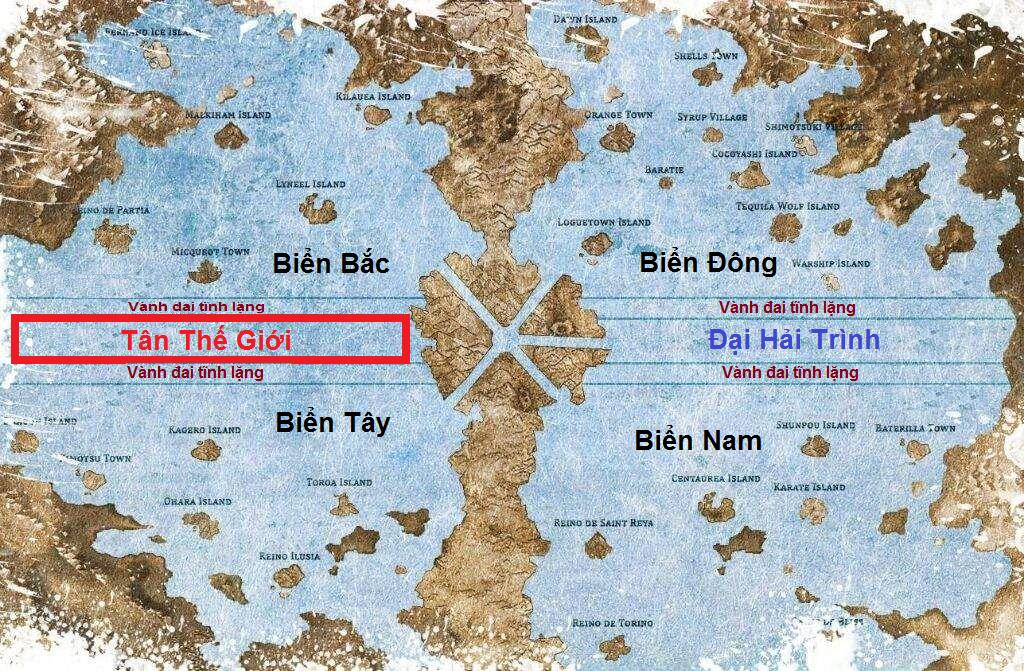 DAWN ISLAND
SHELLS TOWN
KILAUEA ISLAND
MALKIHAM ISLAND
ORANGE TOWN
SYRUP VILLAGE
SHIMOTSUKI VILLAGE
COCOYASHI ISLAND
BARATIE
LYNEEL ISLAND
TEQUILA WOLF ISLAND
LOGUETOWN ISLAND
MICQUEOT TOWN
Biển Bắc
Biển Đông
WARSHIP ISLAND
Vành đai tĩnh lặng
Vành đai tĩnh lặng
Tân Thế Giới
Đại Hải Trình
Vành đai tĩnh lặng
Vành đai tĩnh lặng
Biển Tây
Biển Nam
KAGERO ISLAND
SHUNPOU ISLAND
BATERILLA TOWN
TOROA ISLAND
CENTAUREA ISLAND
KARATE ISLAND
OHARA ISLAND
REINO DE SAINT REYA
REINO ILUSIA
REINO DE TORINO